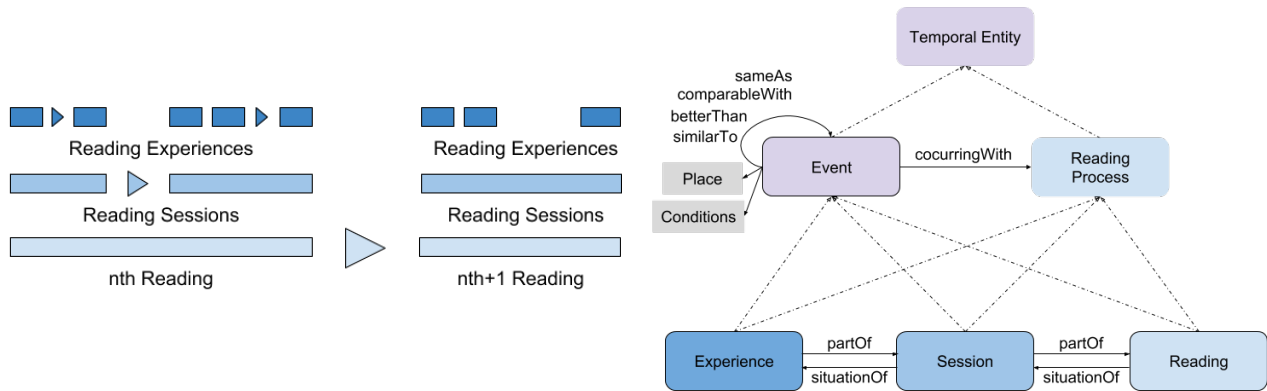 Reading Experiences
Reading Experiences
Reading Sessions
Reading Sessions
nth Reading
nth+1 Reading
Temporal Entity
sameAs
comparableWith
betterThan
similarTo
Event
cocurringWith
Reading
Process
Place
Conditions
Experience
partOf
situationOf
Session
partOf
situationOf
Reading